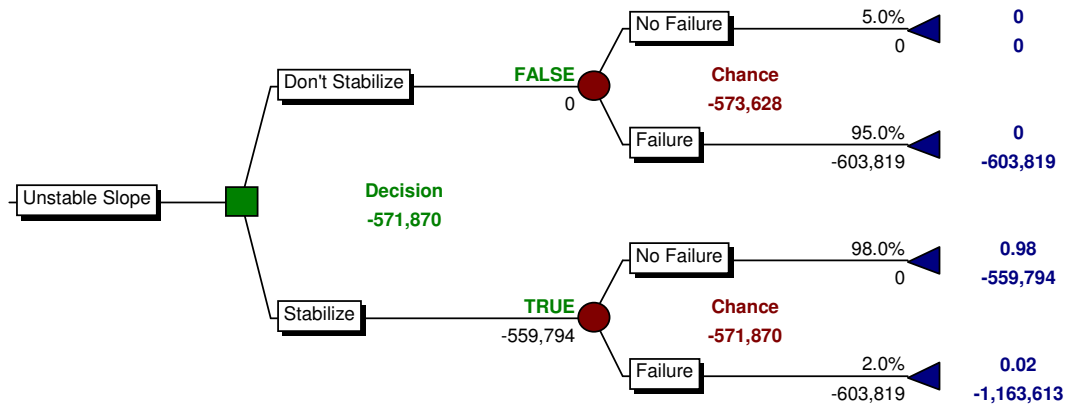 No Failure
5.0%
0
0
0
Don't Stabilize
FALSE
0
Chance
-573,628
Failure
95.0%
-603,819
0
-603,819
Unstable Slope
Decision
-571,870
No Failure
98.0%
0
0.98
-559,794
Stabilize
TRUE
-559,794
Chance
-571,870
Failure
2.0%
-603,819
0.02
-1,163,613